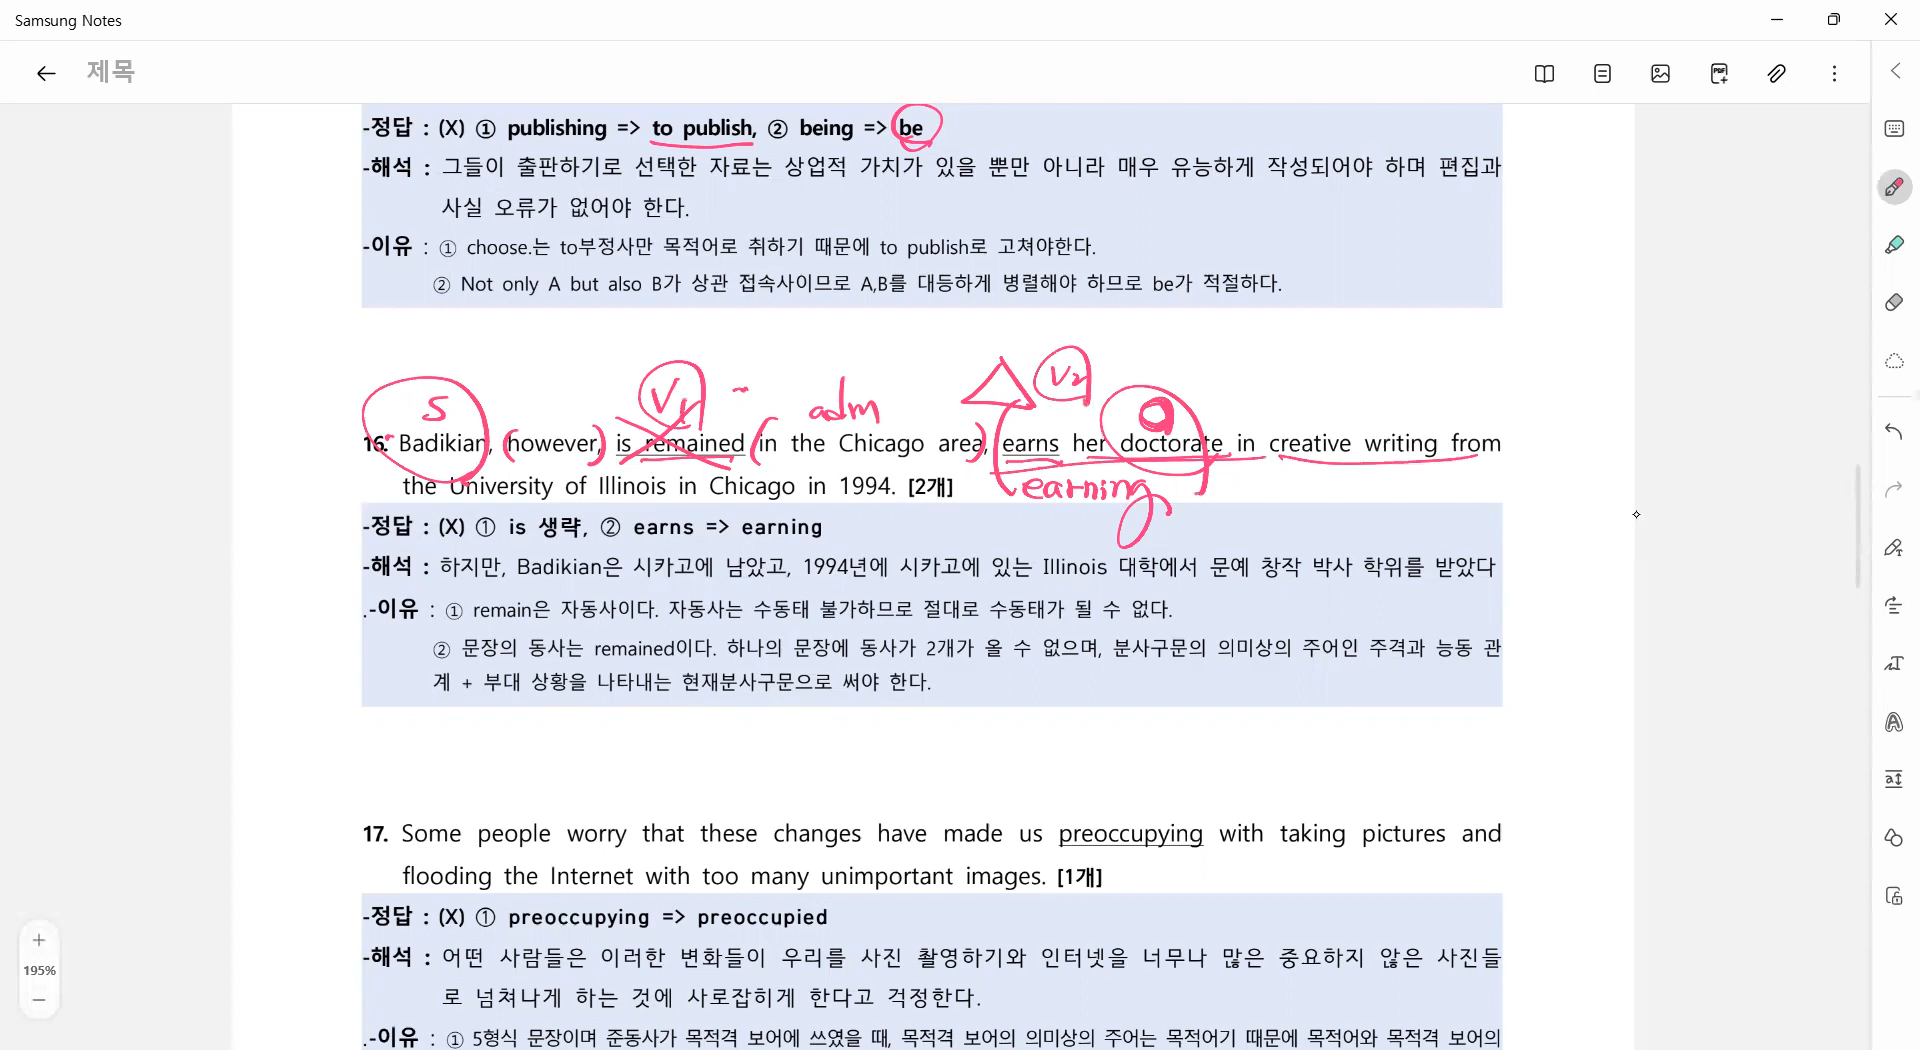 Samsung Notes
제목
-정답 : (X) ① publishing => to publish, ② being => be
-해석 : 그들이 출판하기로 선택한 자료는 상업적 가치가 있을 뿐만 아니라 매우 유능하게 작성되어야 하며 편집과
사실 오류가 없어야 한다.
-이유 : ① choose.는 to부정사만 목적어로 취하기 때문에 to publish로 고쳐야한다.
② Not only A but also B가 상관 접속사이므로 A,B를 대등하게 병렬해야 하므로 be가 적절하다.
S V₁ adm V₂ a
16. Badikian, (however,) is remained (in the Chicago area,) (earns her doctorate in creative writing from
the University of Illinois in Chicago in 1994. [2개]
earning
-정답 : (X) ① is 생략, ② earns => earning
-해석 : 하지만, Badikian은 시카고에 남았고, 1994년에 시카고에 있는 Illinois 대학에서 문예 창작 박사 학위를 받았다
.-이유 : ① remain은 자동사이다. 자동사는 수동태 불가하므로 절대로 수동태가 될 수 없다.
② 문장의 동사는 remained이다. 하나의 문장에 동사가 2개가 올 수 없으며, 분사구문의 의미상의 주어인 주격과 능동 관
계 + 부대 상황을 나타내는 현재분사구문으로 써야 한다.
17. Some people worry that these changes have made us preoccupying with taking pictures and
flooding the Internet with too many unimportant images. [1개]
-정답 : (X) ① preoccupying => preoccupied
-해석 : 어떤 사람들은 이러한 변화들이 우리를 사진 촬영하기와 인터넷을 너무나 많은 중요하지 않은 사진들
로 넘쳐나게 하는 것에 사로잡히게 한다고 걱정한다.
.-이유 : ① 5형식 문장이며 준동사가 목적격 보어에 쓰였을 때, 목적격 보어의 의미상의 주어는 목적어기 때문에 목적어와 목적격 보어의
195%